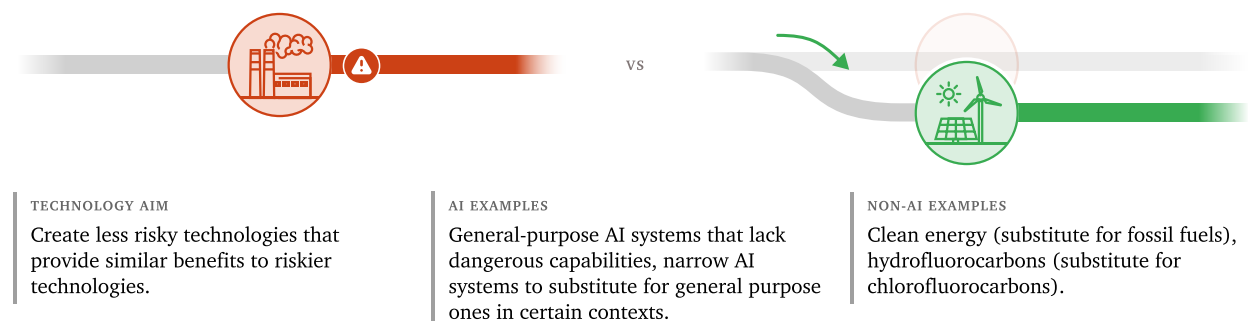 VS
TECHNOLOGY AIM
Create less risky technologies that
provide similar benefits to riskier
technologies.
AI EXAMPLES
General-purpose AI systems that lack
dangerous capabilities, narrow AI
systems to substitute for general purpose
ones in certain contexts.
NON-AI EXAMPLES
Clean energy (substitute for fossil fuels),
hydrofluorocarbons (substitute for
chlorofluorocarbons).